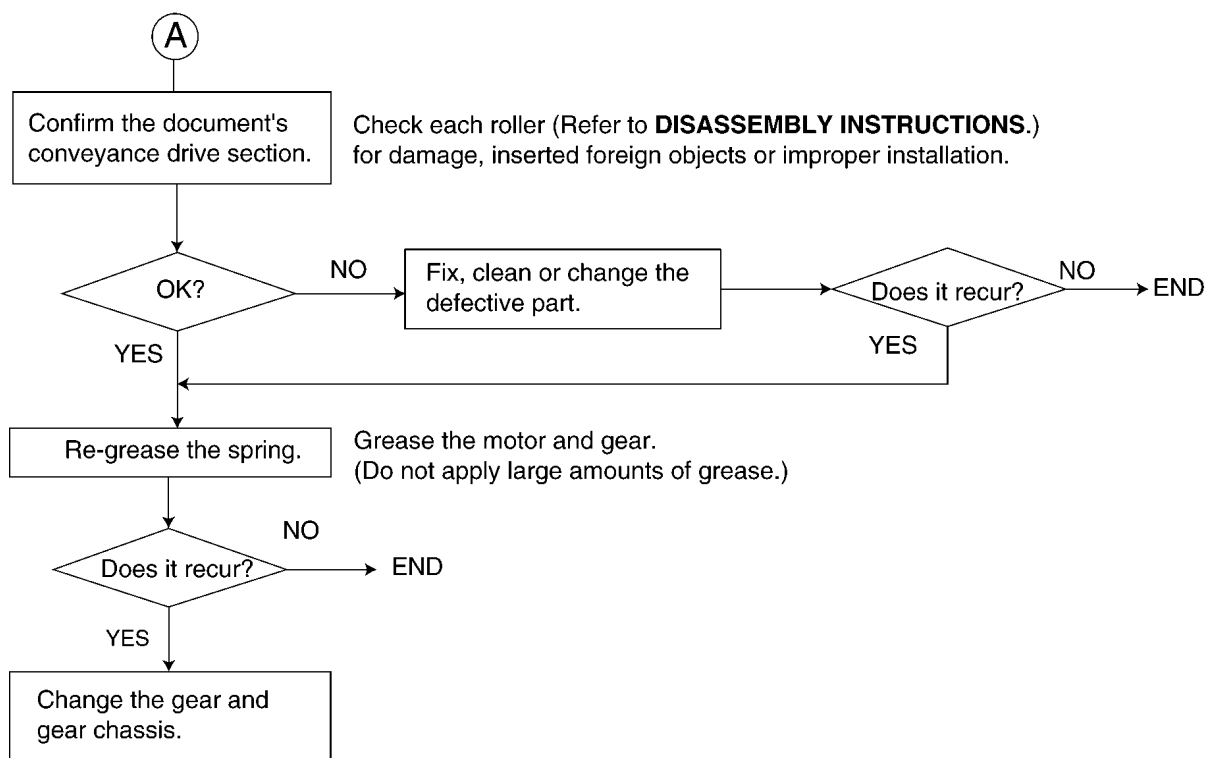 A
Confirm the document's
conveyance drive section.
Check each roller (Refer to DISASSEMBLY INSTRUCTIONS.)
for damage, inserted foreign objects or improper installation.
OK?
NO
Fix, clean or change the
defective part.
Does it recur?
NO
END
YES
YES
Re-grease the spring.
Grease the motor and gear.
(Do not apply large amounts of grease.)
Does it recur?
NO
END
YES
Change the gear and
gear chassis.